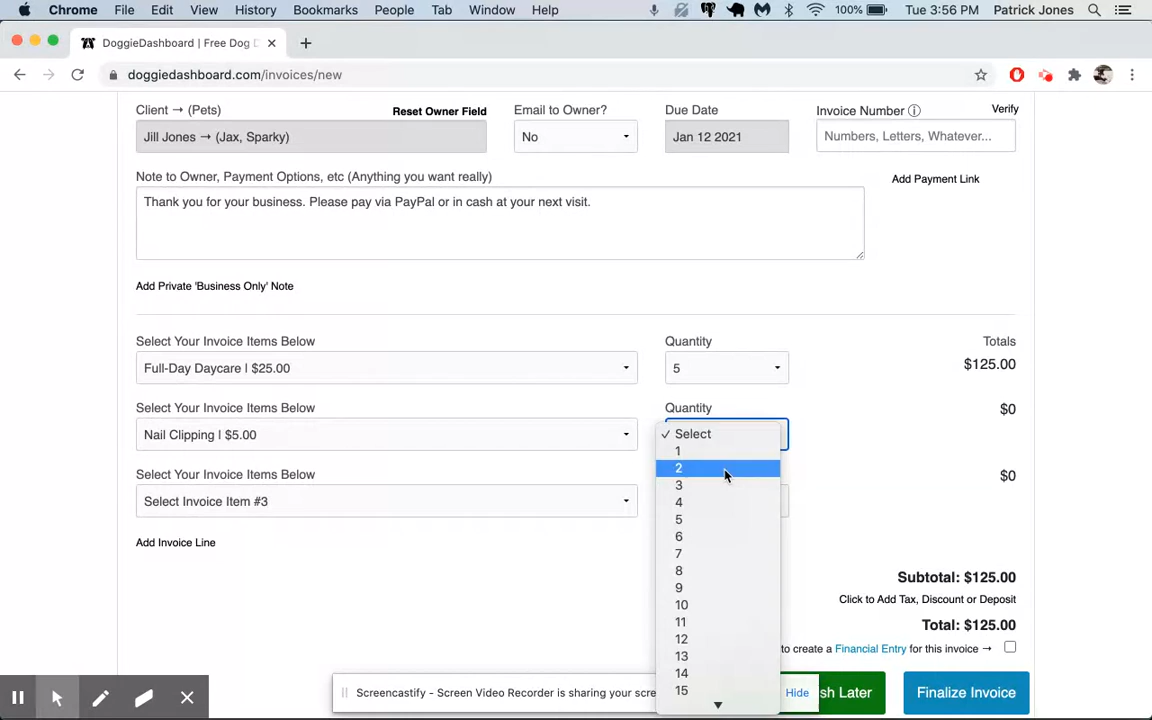 Chrome File Edit View History Bookmarks People Tab Window Help 100% Tue 3:56 PM Patrick Jones
DoggieDashboard | Free Dog D
doggiedashboard.com/invoices/new
Client → (Pets) Reset Owner Field Email to Owner? Due Date Invoice Number ⓘ Verify
Jill Jones → (Jax, Sparky) No Jan 12 2021 Numbers, Letters, Whatever...
Note to Owner, Payment Options, etc (Anything you want really) Add Payment Link
Thank you for your business. Please pay via PayPal or in cash at your next visit.
Add Private 'Business Only' Note
Select Your Invoice Items Below Quantity Totals
Full-Day Daycare | $25.00 5 $125.00
Select Your Invoice Items Below Quantity $0
Nail Clipping | $5.00
✓ Select
1
2
3
4
5
6
7
8
9
10
11
12
13
14
15
Select Your Invoice Items Below $0
Select Invoice Item #3
Add Invoice Line
Subtotal: $125.00
Click to Add Tax, Discount or Deposit
Total: $125.00
to create a Financial Entry for this invoice →
Screencastify - Screen Video Recorder is sharing your scre Hide sh Later Finalize Invoice